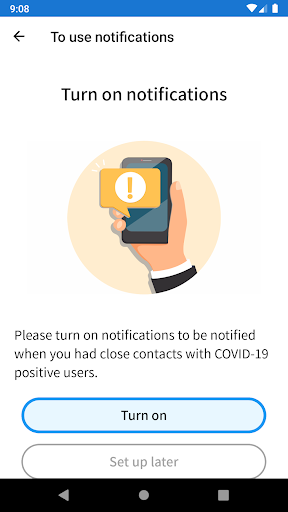 9:08
To use notifications
Turn on notifications
Please turn on notifications to be notified
when you had close contacts with COVID-19
positive users.
Turn on
Set up later